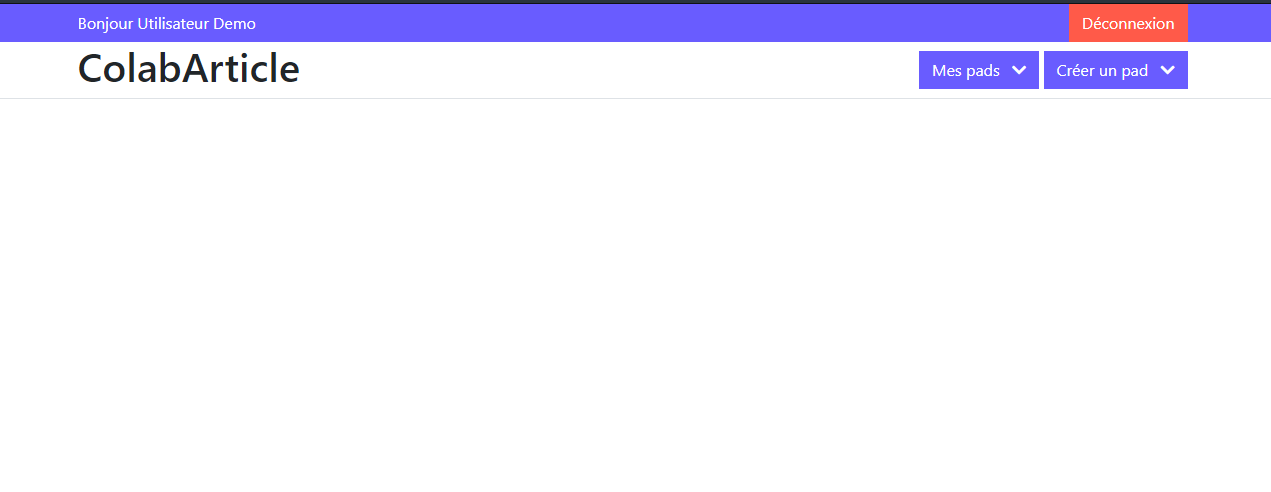 Bonjour Utilisateur Demo
Déconnexion
ColabArticle
Mes pads
Créer un pad